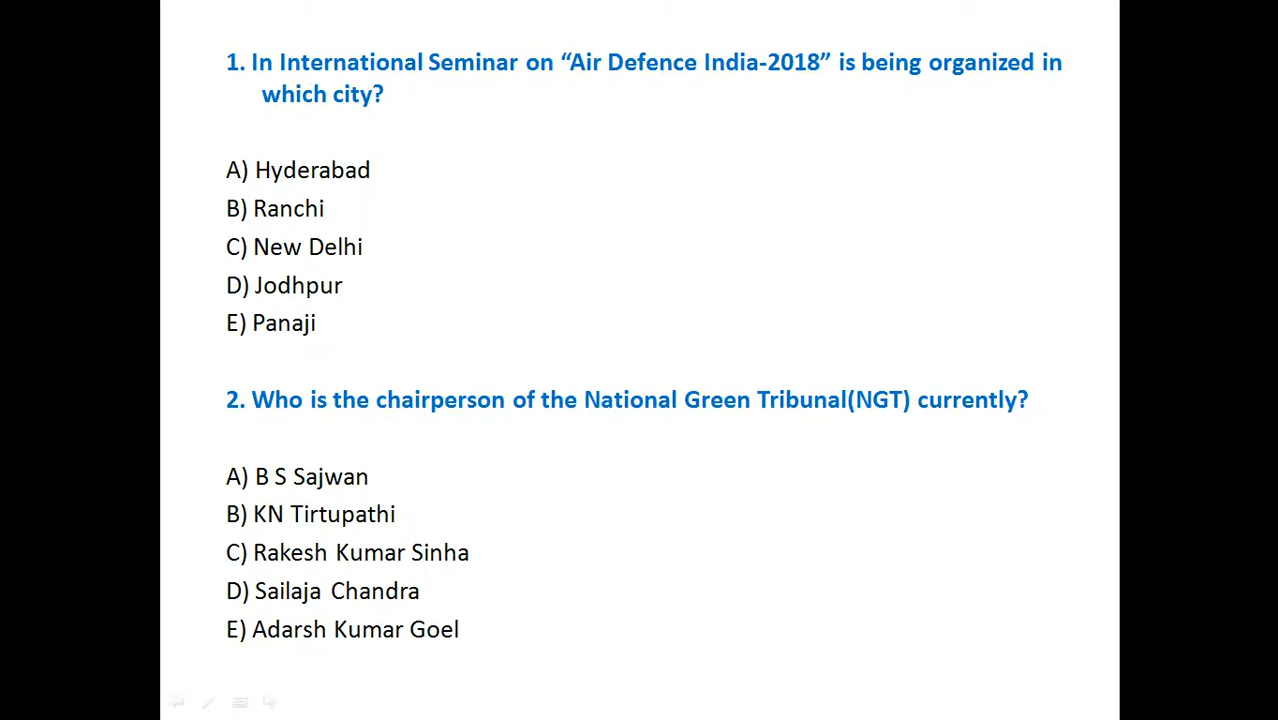 1. In International Seminar on “Air Defence India-2018” is being organized in
which city?
A) Hyderabad
B) Ranchi
C) New Delhi
D) Jodhpur
E) Panaji
2. Who is the chairperson of the National Green Tribunal(NGT) currently?
A) B S Sajwan
B) KN Tirtupathi
C) Rakesh Kumar Sinha
D) Sailaja Chandra
E) Adarsh Kumar Goel